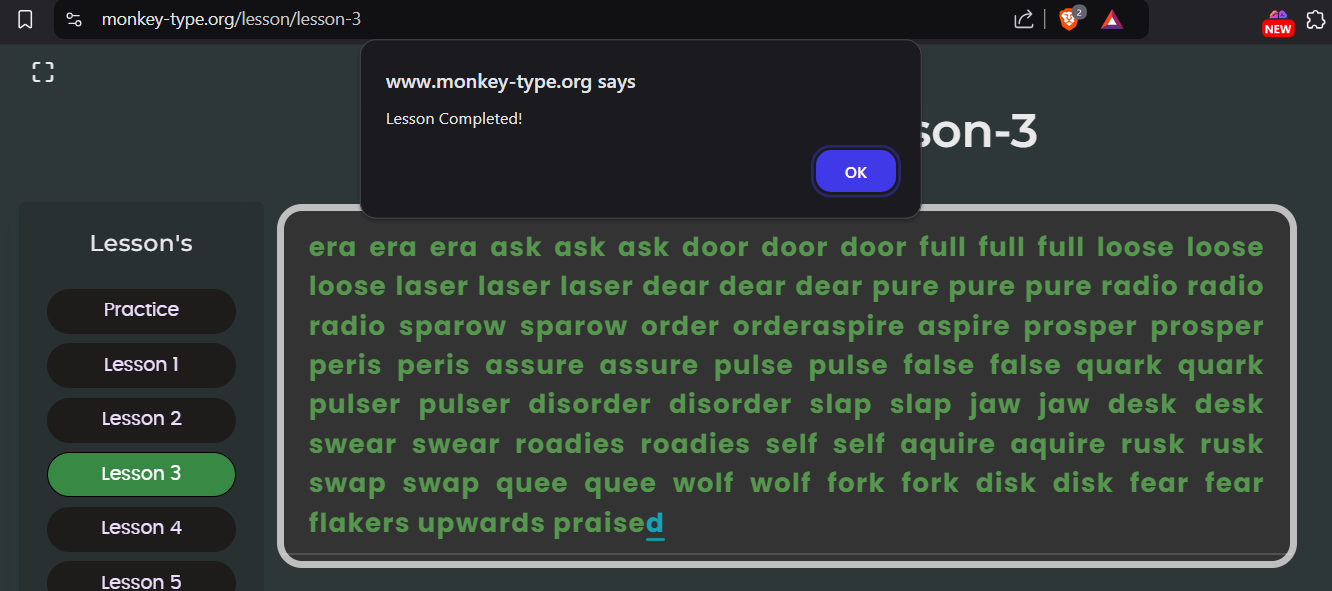 monkey-type.org/lesson/lesson-3
2
NEW
www.monkey-type.org says
Lesson Completed!
OK
son-3
Lesson's
Practice
Lesson 1
Lesson 2
Lesson 3
Lesson 4
Lesson 5
era era era ask ask ask door door door full full full loose loose
loose laser laser laser dear dear dear pure pure pure radio radio
radio sparow sparow order orderaspire aspire prosper prosper
peris peris assure assure pulse pulse false false quark quark
pulser pulser disorder disorder slap slap jaw jaw desk desk
swear swear roadies roadies self self aquire aquire rusk rusk
swap swap quee quee wolf wolf fork fork disk disk fear fear
flakers upwards praised